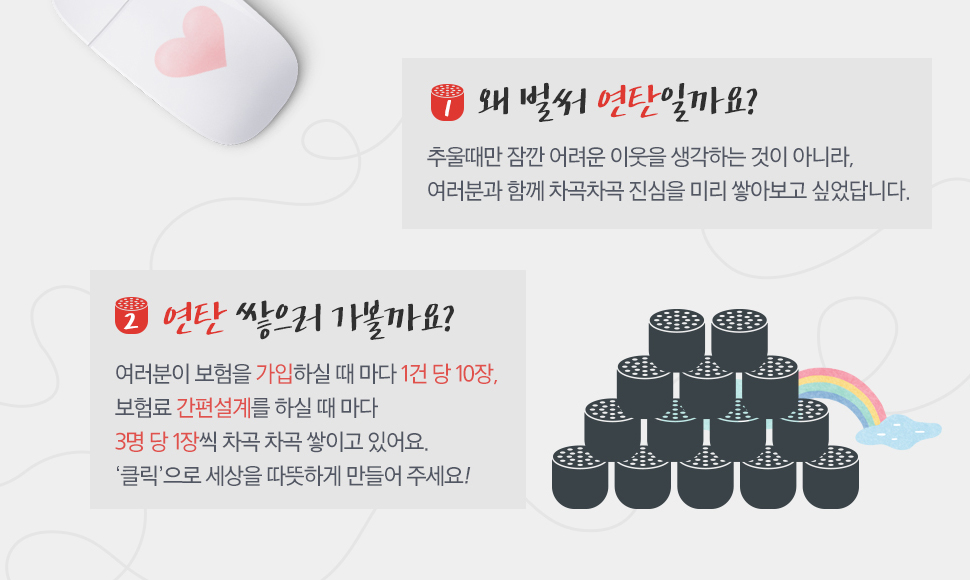 1 왜 벌써 연탄일까요?
추울때만 잠깐 어려운 이웃을 생각하는 것이 아니라,
여러분과 함께 차곡차곡 진심을 미리 쌓아보고 싶었답니다.
2 연탄 쌓으러 가볼까요?
여러분이 보험을 가입하실 때 마다 1건 당 10장,
보험료 간편설계를 하실 때 마다
3명 당 1장씩 차곡 차곡 쌓이고 있어요.
‘클릭’으로 세상을 따뜻하게 만들어 주세요!